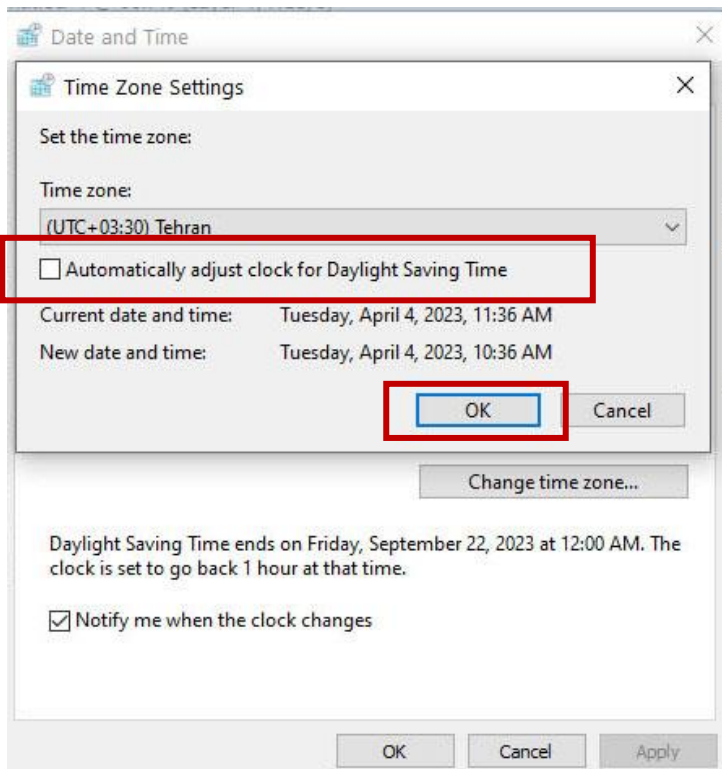 Date and Time
Time Zone Settings
Set the time zone:
Time zone:
(UTC+03:30) Tehran
Automatically adjust clock for Daylight Saving Time
Current date and time: Tuesday, April 4, 2023, 11:36 AM
New date and time: Tuesday, April 4, 2023, 10:36 AM
OK Cancel
Change time zone...
Daylight Saving Time ends on Friday, September 22, 2023 at 12:00 AM. The
clock is set to go back 1 hour at that time.
Notify me when the clock changes
OK Cancel Apply